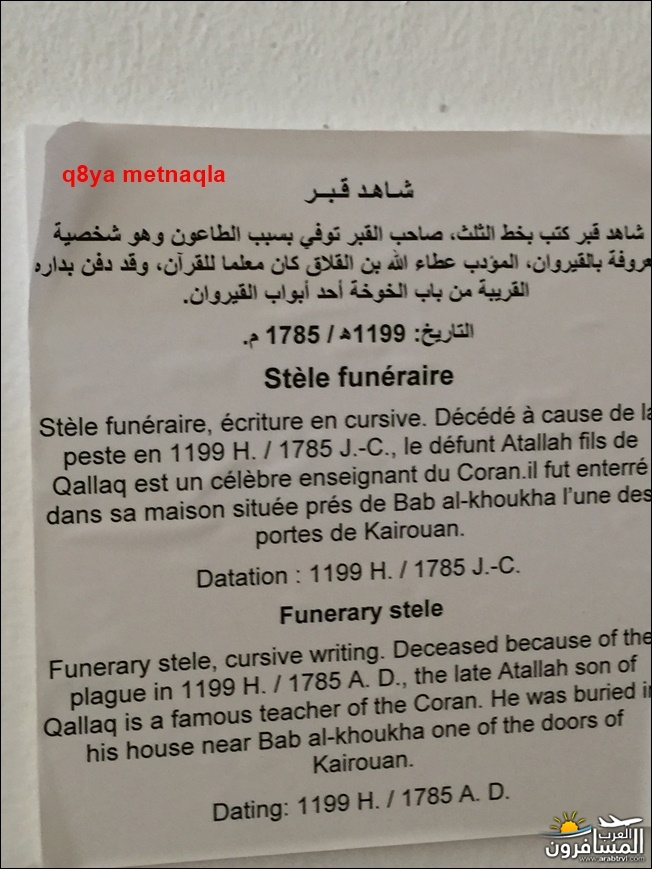 q8ya metnaqla
شاهد قبر
شاهد قبر كتب بخط الثلث، صاحب القبر توفي بسبب الطاعون وهو شخصية
معروفة بالقيروان، المؤدب عطاء الله بن القلاق كان معلما للقرآن، وقد دفن بداره
القريبة من باب الخوخة أحد أبواب القيروان.
التاريخ: 1199ه / 1785 م.
Stèle funéraire
Stèle funéraire, écriture en cursive. Décédé à cause de la
peste en 1199 H. / 1785 J.-C., le défunt Atallah fils de
Qallaq est un célèbre enseignant du Coran.il fut enterré
dans sa maison située prés de Bab al-khoukha l'une des
portes de Kairouan.
Datation : 1199 H. / 1785 J.-C.
Funerary stele
Funerary stele, cursive writing. Deceased because of the
plague in 1199 H. / 1785 A. D., the late Atallah son of
Qallaq is a famous teacher of the Coran. He was buried in
his house near Bab al-khoukha one of the doors of
Kairouan.
Dating: 1199 H. / 1785 A. D.
العرب
المسافرون
www.arabtrvl.com